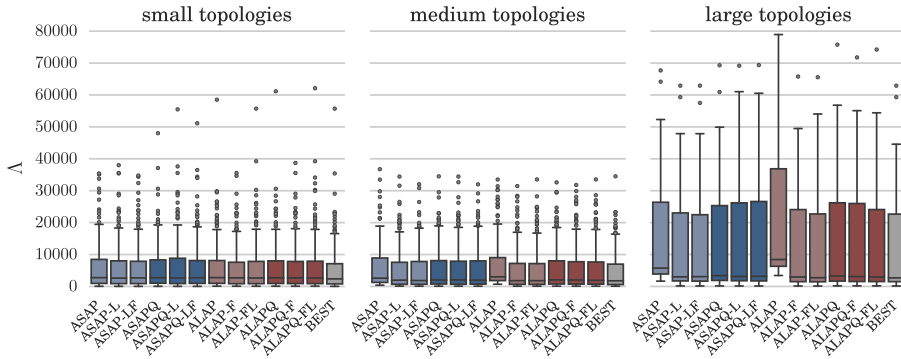 small topologies
medium topologies
large topologies
Λ
80000
70000
60000
50000
40000
30000
20000
10000
0
ASAP
ASAP-L
ASAP-LF
ASAPQ
ASAPQ-L
ASAPQ-LF
ALAP
ALAP-F
ALAP-FL
ALAPQ
ALAPQ-F
ALAPQ-FL
BEST
ASAP
ASAP-L
ASAP-LF
ASAPQ
ASAPQ-L
ASAPQ-LF
ALAP
ALAP-F
ALAP-FL
ALAPQ
ALAPQ-F
ALAPQ-FL
BEST
ASAP
ASAP-L
ASAP-LF
ASAPQ
ASAPQ-L
ASAPQ-LF
ALAP
ALAP-F
ALAP-FL
ALAPQ
ALAPQ-F
ALAPQ-FL
BEST